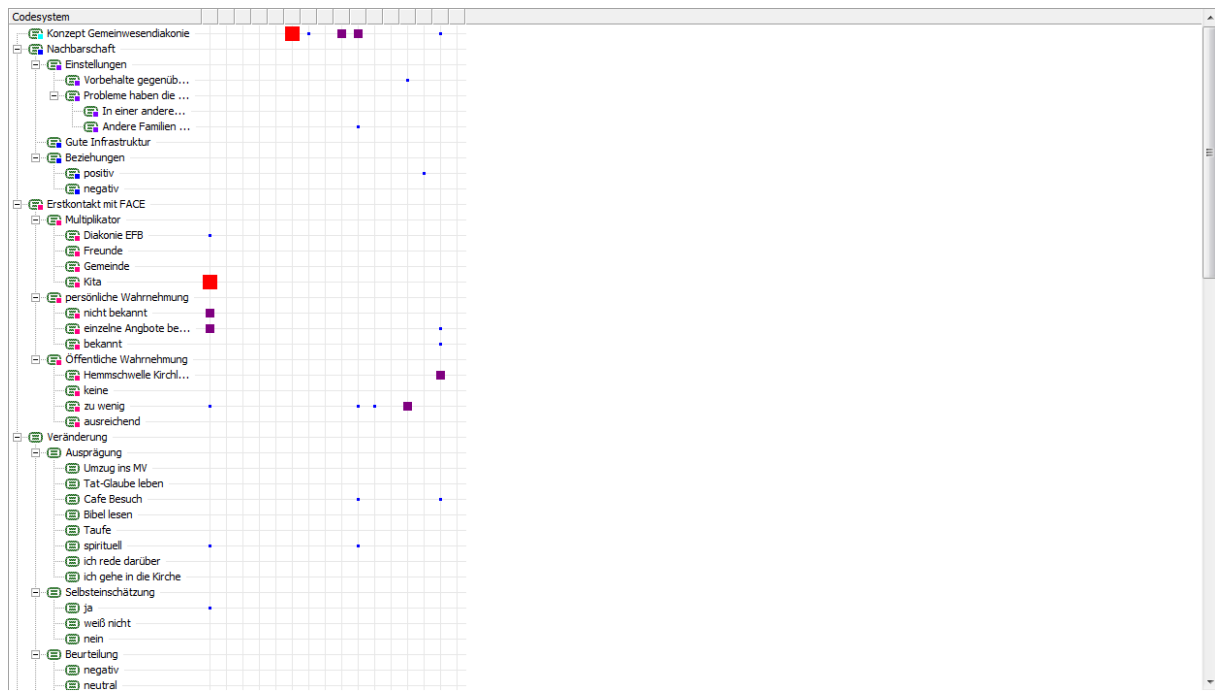 Codesystem
Konzept Gemeinwesendiakonie
Nachbarschaft
Einstellungen
Vorbehalte gegenüb...
Probleme haben die ...
In einer andere...
Andere Familien ...
Gute Infrastruktur
Beziehungen
positiv
negativ
Erstkontakt mit FACE
Multiplikator
Diakonie EFB
Freunde
Gemeinde
Kita
persönliche Wahrnehmung
nicht bekannt
einzelne Angbote be...
bekannt
Öffentliche Wahrnehmung
Hemmschwelle Kirchl...
keine
zu wenig
ausreichend
Veränderung
Ausprägung
Umzug ins MV
Tat-Glaube leben
Cafe Besuch
Bibel lesen
Taufe
spirituell
ich rede darüber
ich gehe in die Kirche
Selbsteinschätzung
ja
weiß nicht
nein
Beurteilung
negativ
neutral